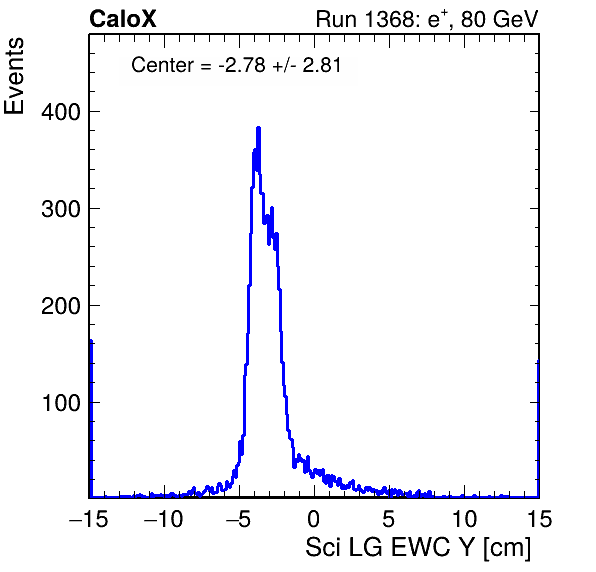 CaloX
Run 1368: e⁺, 80 GeV
Center = -2.78 +/- 2.81
Events
400
300
200
100
−15 −10 −5 0 5 10 15
Sci LG EWC Y [cm]